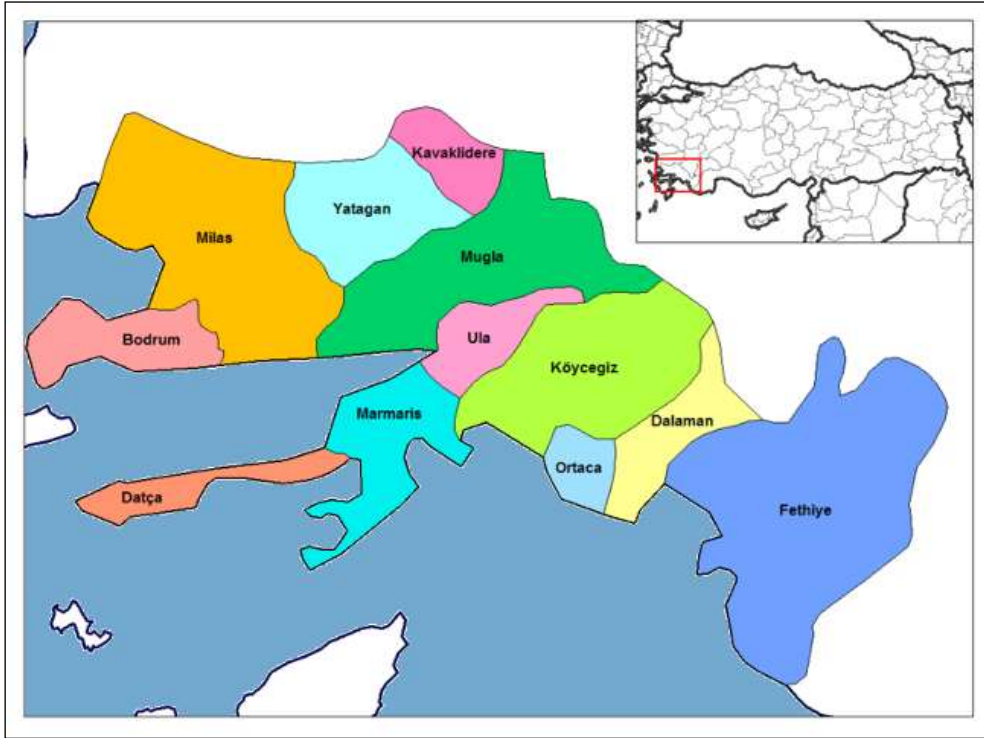 Kavaklidere
Yatagan
Milas
Mugla
Bodrum
Ula
Köycegiz
Marmaris
Dalaman
Ortaca
Datça
Fethiye